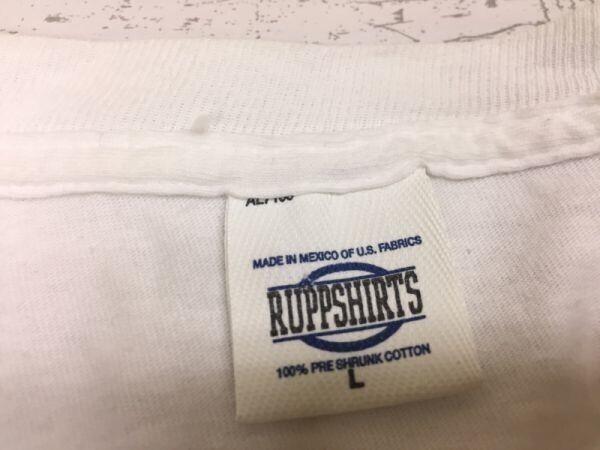 MADE IN MEXICO OF U.S. FABRICS
RUPPSHIRTS
100% PRE SHRUNK COTTON
L